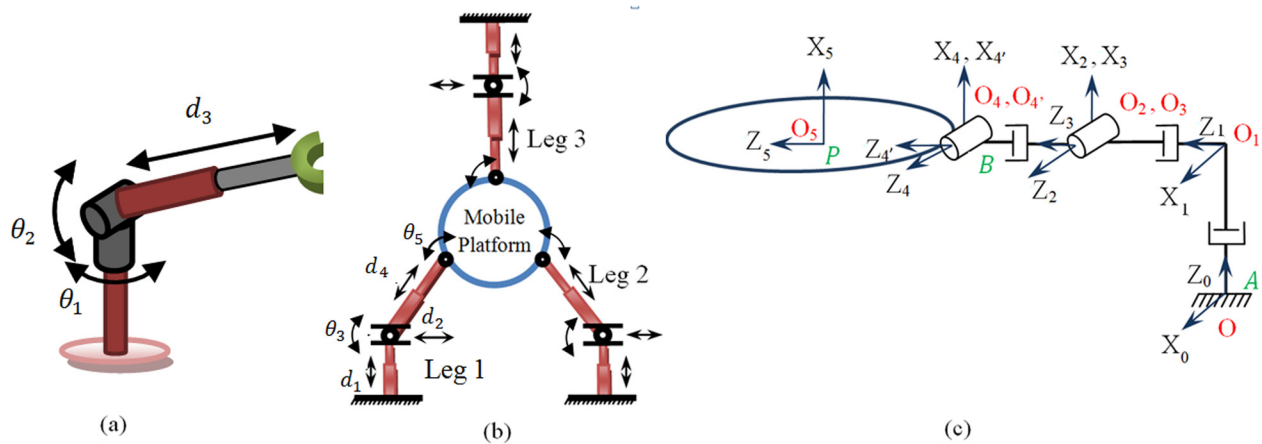 d₃
θ₂
θ₁
(a)
Leg 3
Mobile
Platform
θ₅
d₄
Leg 2
θ₃
d₂
Leg 1
d₁
(b)
X₅
X₄ , X₄'
X₂ , X₃
O₄ , O₄'
O₂ , O₃
O₅
Z₃
Z₁
O₁
Z₅
P
Z₄'
B
Z₄
Z₂
X₁
Z₀
A
O
X₀
(c)